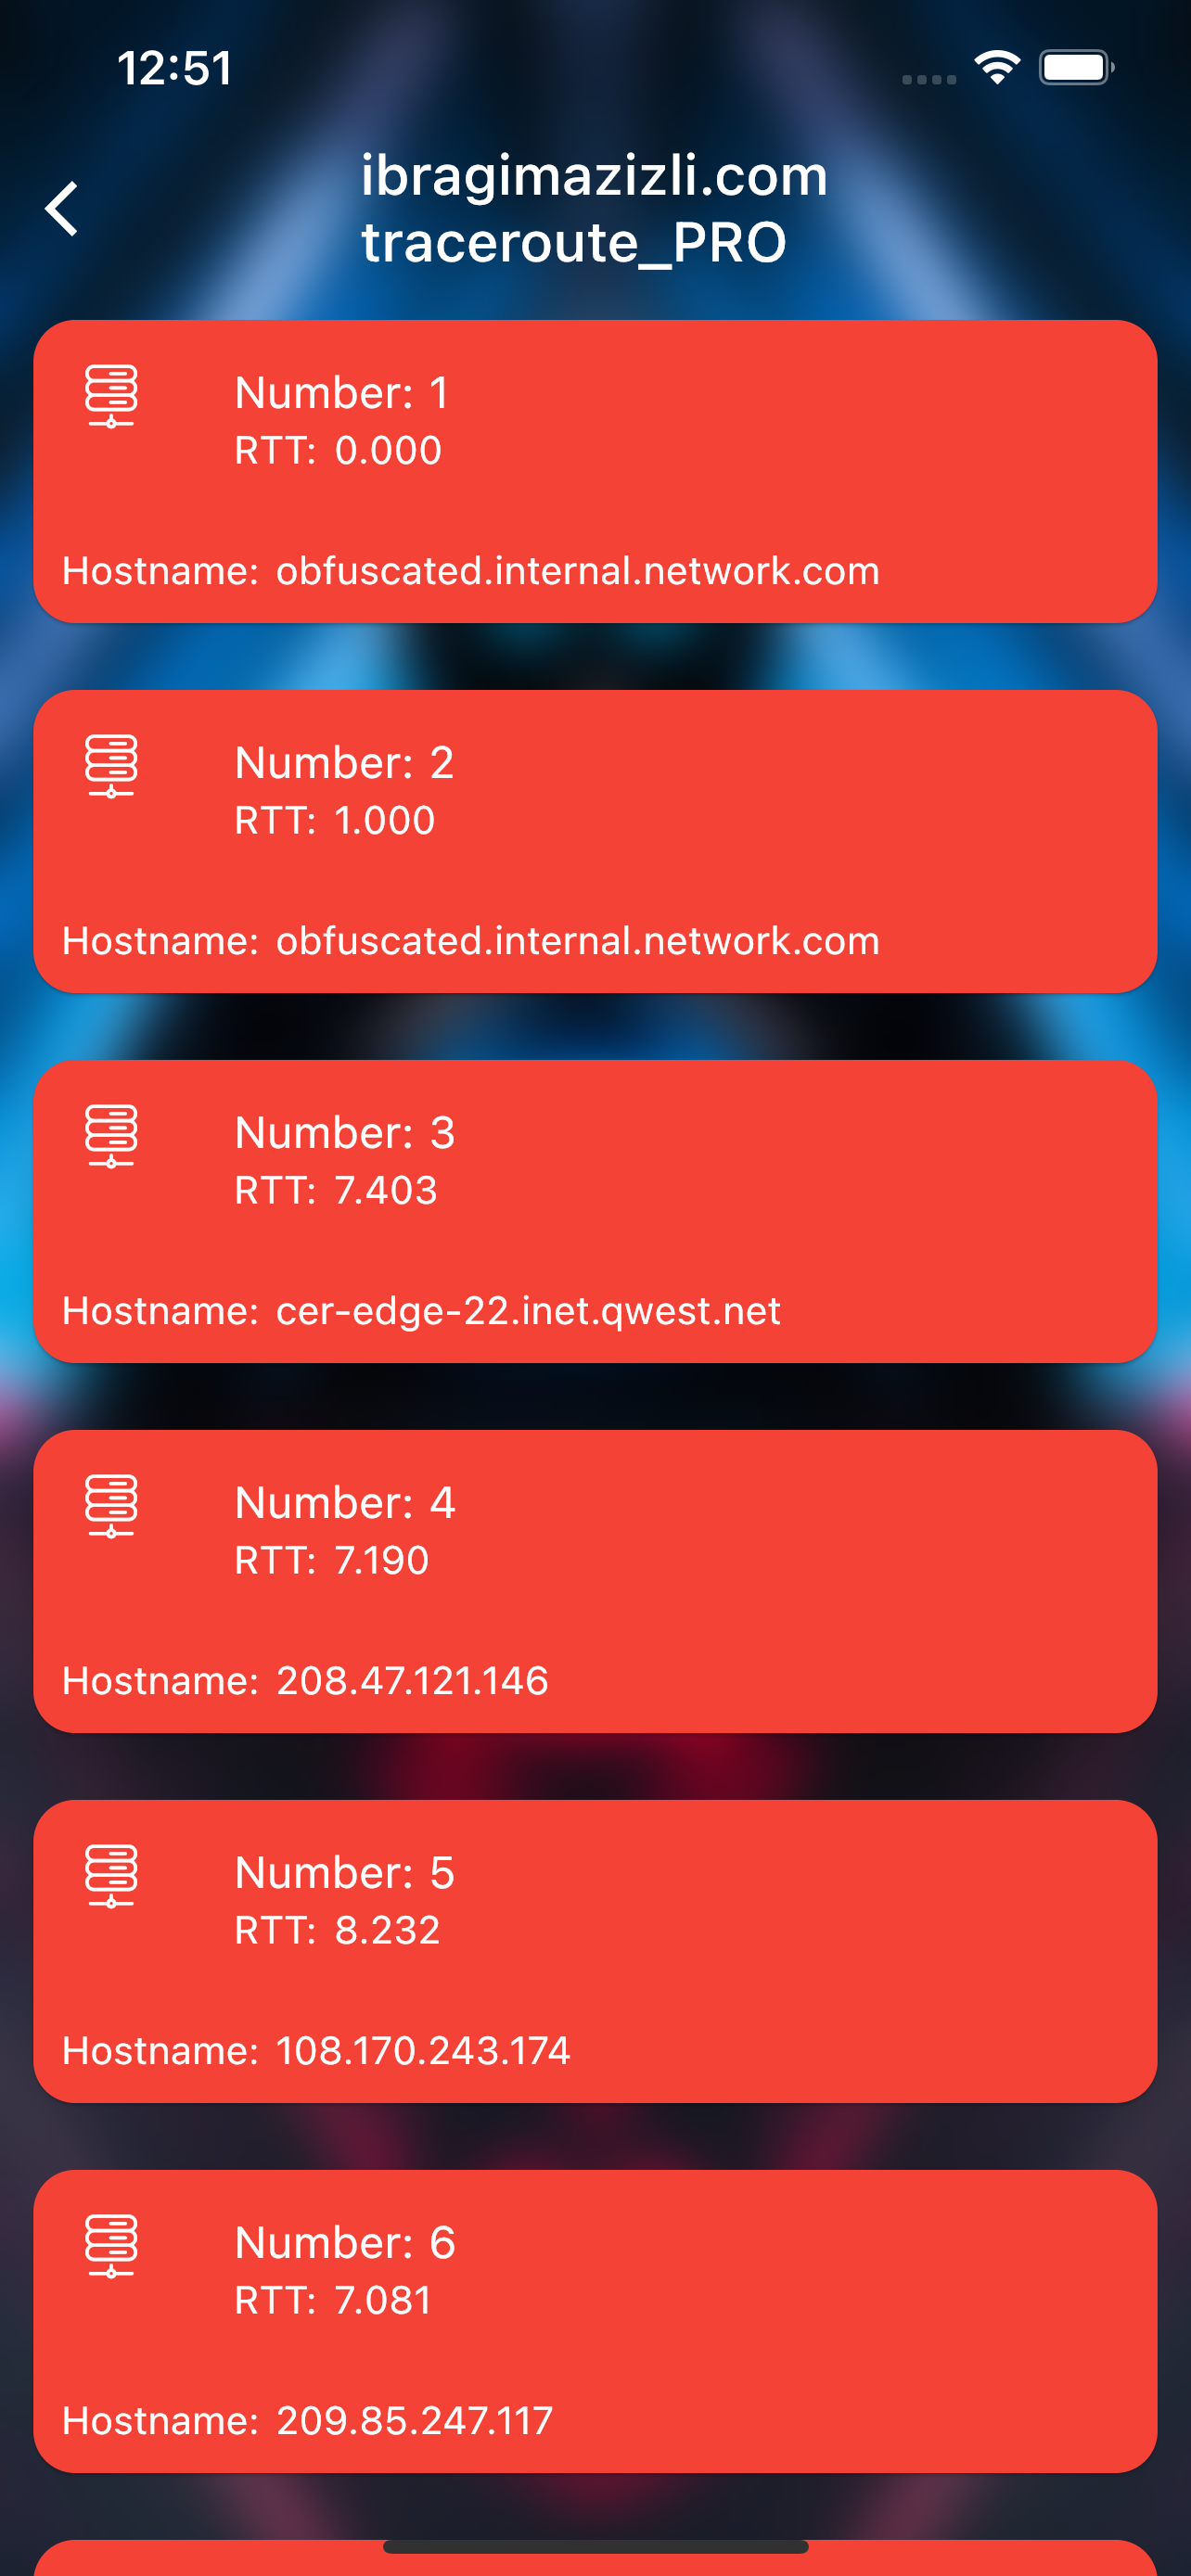 12:51
ibragimazizli.com
traceroute_PRO
Number: 1
RTT: 0.000
Hostname: obfuscated.internal.network.com
Number: 2
RTT: 1.000
Hostname: obfuscated.internal.network.com
Number: 3
RTT: 7.403
Hostname: cer-edge-22.inet.qwest.net
Number: 4
RTT: 7.190
Hostname: 208.47.121.146
Number: 5
RTT: 8.232
Hostname: 108.170.243.174
Number: 6
RTT: 7.081
Hostname: 209.85.247.117